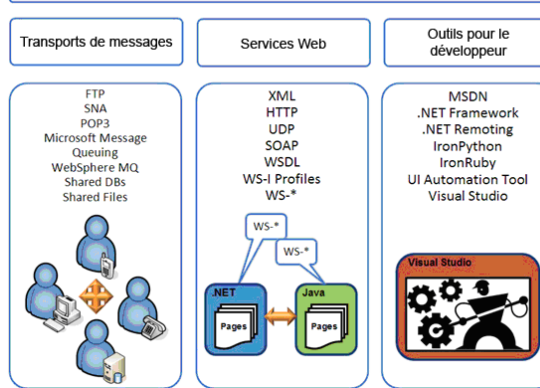 Transports de messages
Services Web
Outils pour le
développeur
FTP
SNA
POP3
Microsoft Message
Queuing
WebSphere MQ
Shared DBs
Shared Files
XML
HTTP
UDP
SOAP
WSDL
WS-I Profiles
WS-*
WS-*
WS-*
.NET
Java
Pages
Pages
MSDN
.NET Framework
.NET Remoting
IronPython
IronRuby
UI Automation Tool
Visual Studio
Visual Studio